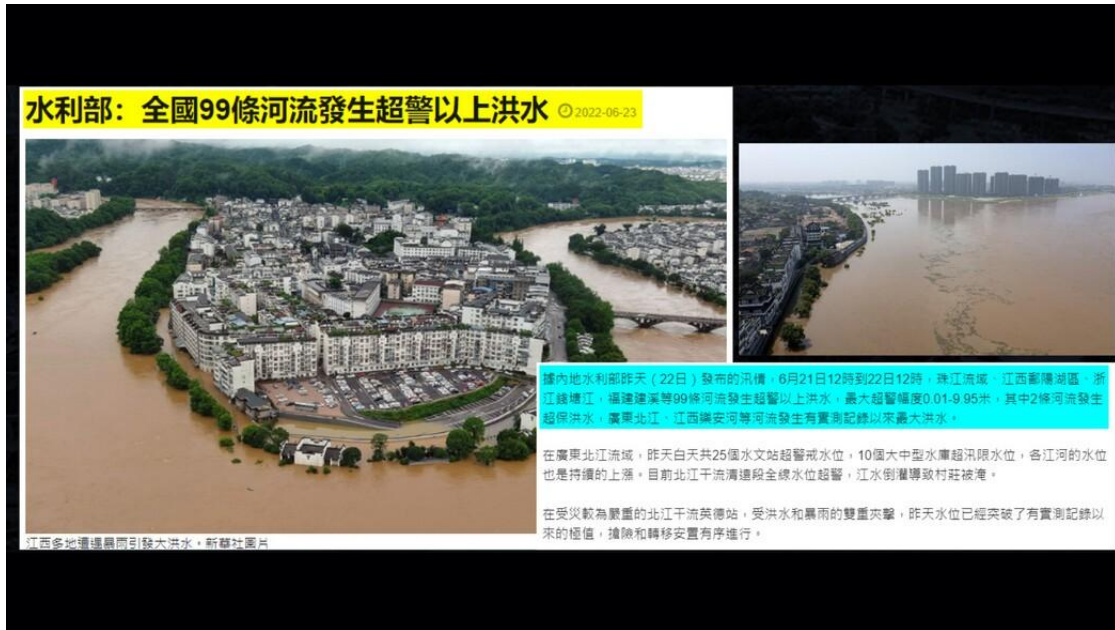 水利部：全國99條河流發生超警以上洪水 2022-06-23
江西多地遭遇暴雨引發大洪水。新華社圖片
據內地水利部昨天（22日）發布的汛情，6月21日12時到22日12時，珠江流域、江西鄱陽湖區、浙
江錢塘江，福建建溪等99條河流發生超警以上洪水，最大超警幅度0.01-9.95米，其中2條河流發生
超保洪水，廣東北江、江西樂安河等河流發生有實測記錄以來最大洪水。
在廣東北江流域，昨天白天共25個水文站超警戒水位，10個大中型水庫超汛限水位，各江河的水位
也是持續的上漲。目前北江干流清遠段全線水位超警，江水倒灌導致村莊被淹。
在受災較為嚴重的北江干流英德站，受洪水和暴雨的雙重夾擊，昨天水位已經突破了有實測記錄以
來的極值，搶險和轉移安置有序進行。